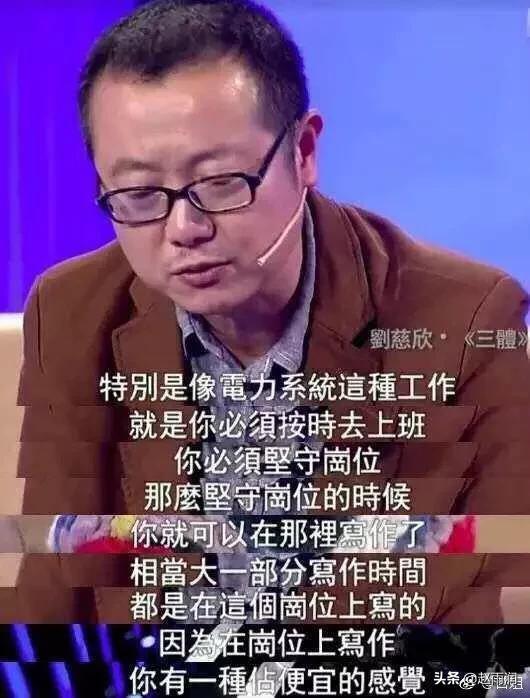 劉慈欣·《三體》
特別是像電力系統這種工作
就是你必須按時去上班
你必須堅守崗位
那麼堅守崗位的時候
你就可以在那裡寫作了
相當大一部分寫作時間
都是在這個崗位上寫的
因為在崗位上寫作
你有一種佔便宜的感覺
头条